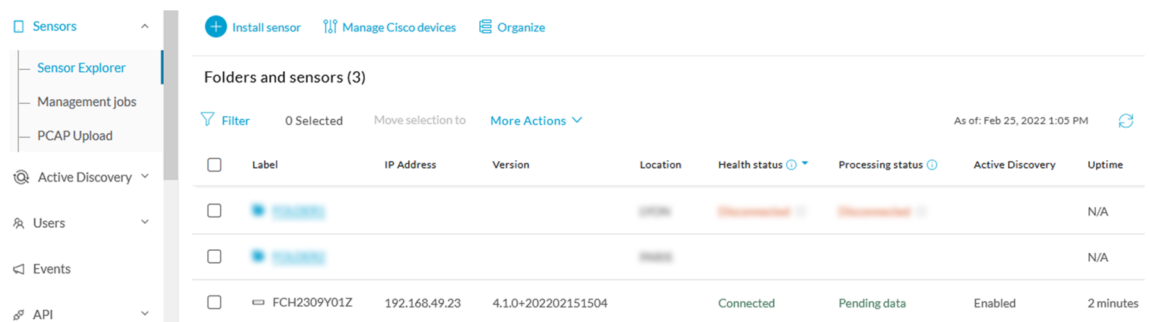 Sensors
Install sensor Manage Cisco devices Organize
Sensor Explorer
Folders and sensors (3)
Management jobs
Filter 0 Selected Move selection to More Actions As of: Feb 25, 2022 1:05 PM
PCAP Upload
Label IP Address Version Location Health status Processing status Active Discovery Uptime
Active Discovery
N/A
Users
N/A
Events
FCH2309Y01Z 192.168.49.23 4.1.0+202202151504 Connected Pending data Enabled 2 minutes
API